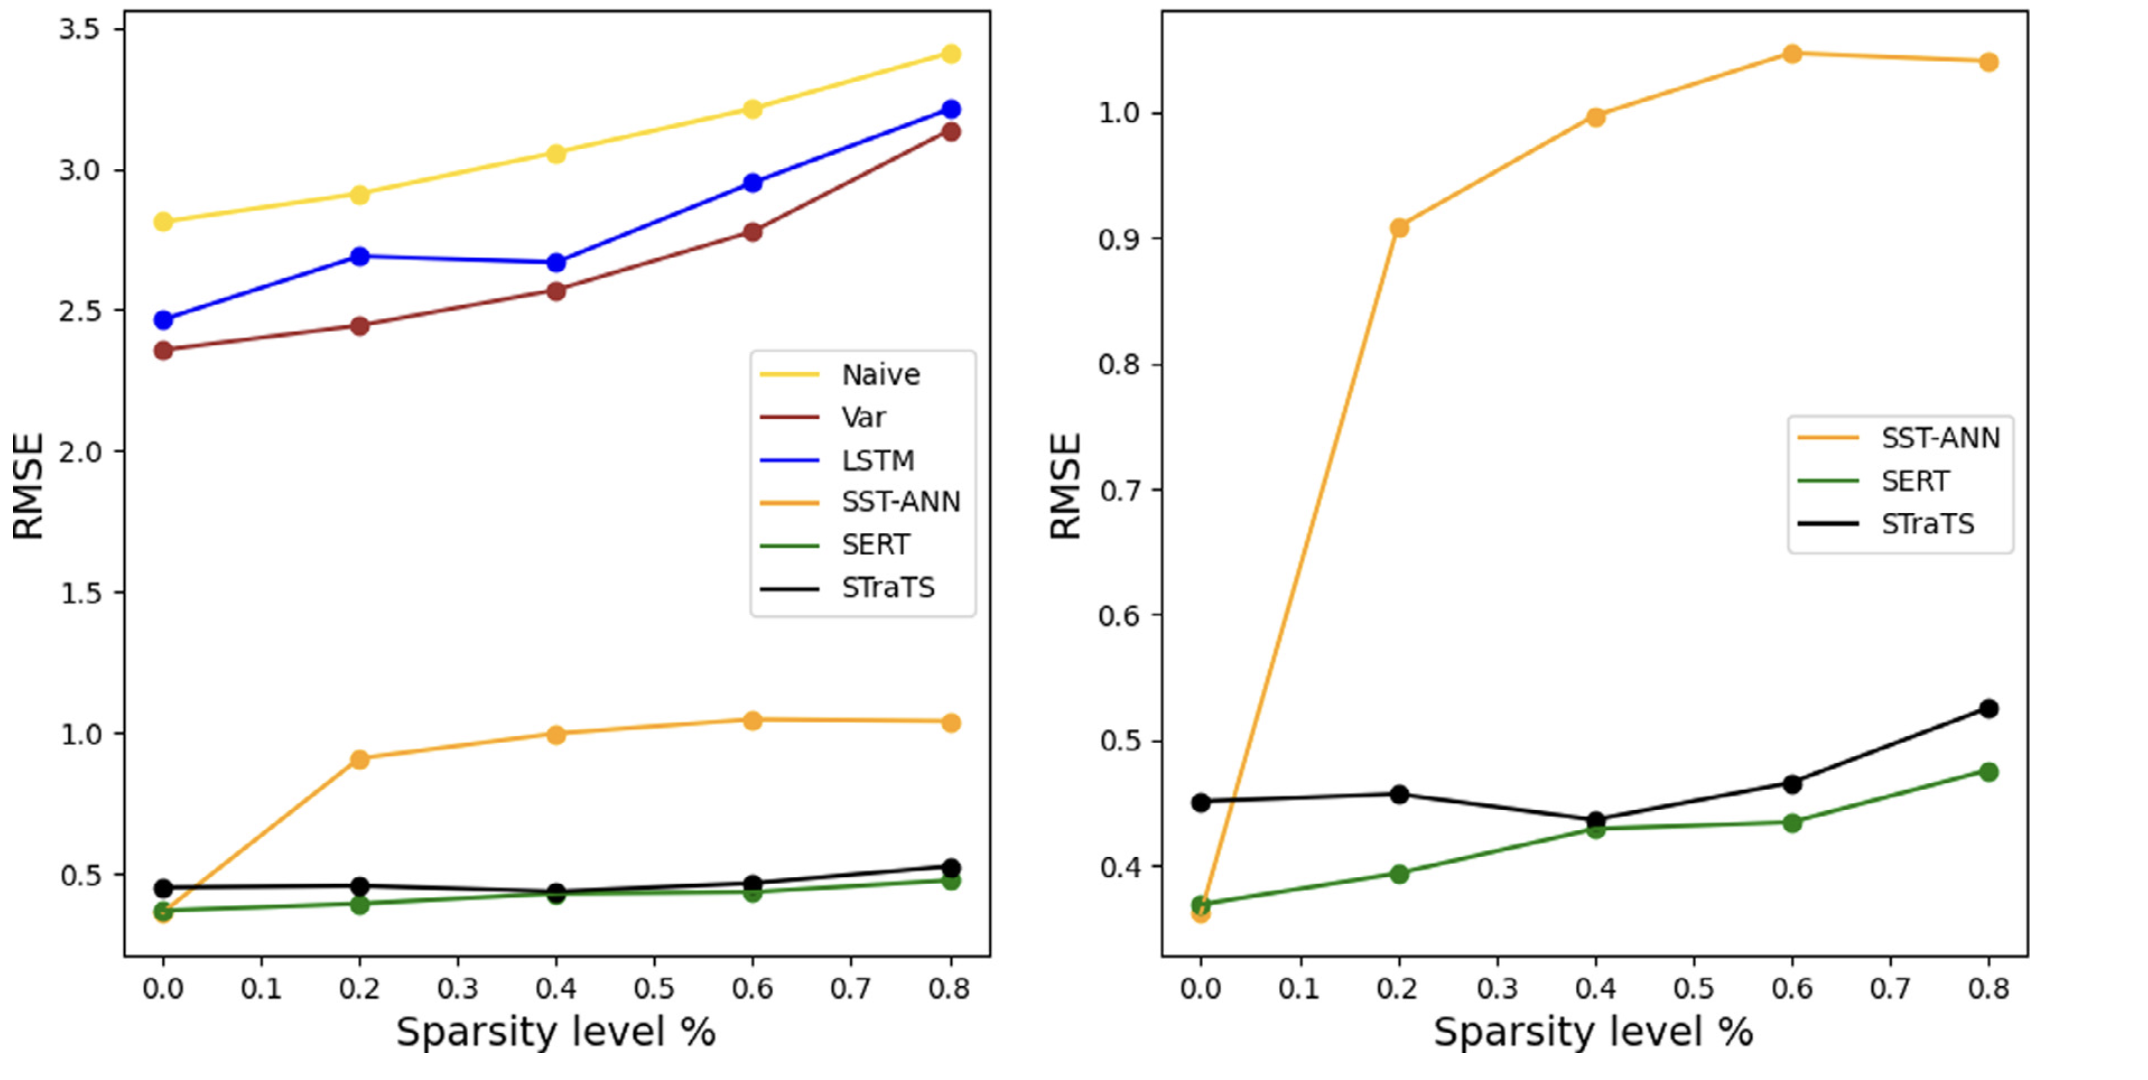 3.5
3.0
2.5
2.0
1.5
1.0
0.5
RMSE
Naive
Var
LSTM
SST-ANN
SERT
STraTS
0.0 0.1 0.2 0.3 0.4 0.5 0.6 0.7 0.8
Sparsity level %
1.0
0.9
0.8
0.7
0.6
0.5
0.4
RMSE
SST-ANN
SERT
STraTS
0.0 0.1 0.2 0.3 0.4 0.5 0.6 0.7 0.8
Sparsity level %